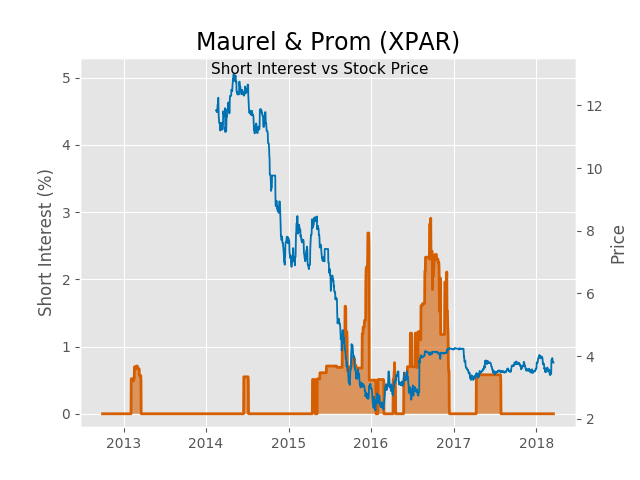 Maurel & Prom (XPAR)
Short Interest vs Stock Price
Short Interest (%)
5
4
3
2
1
0
12
10
8
6
4
2
Price
2013 2014 2015 2016 2017 2018